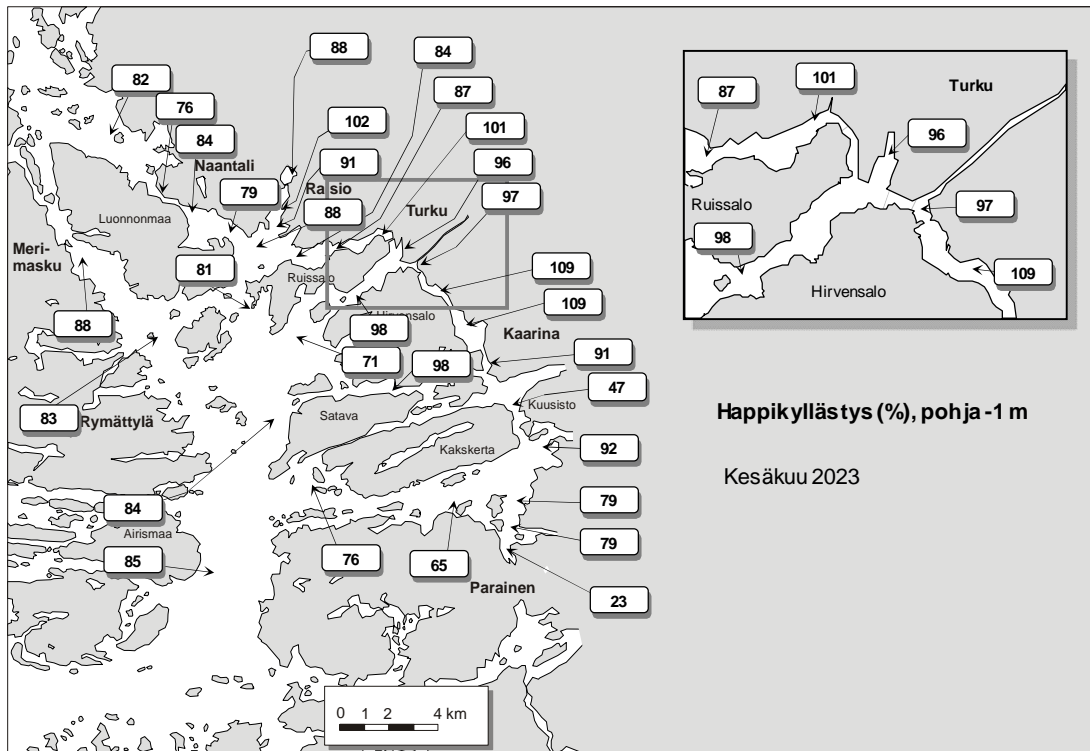 88
84
82
87
76
102
101
84
Naantali
91
96
Raisio
79
88
Turku
97
Luonnonmaa
Meri-
masku
81
Ruissalo
109
Hirvensalo
109
88
98
Kaarina
71
98
91
83
Rymättylä
Satava
47
Kuusisto
Kakskerta
92
84
79
Airismaa
79
85
76
65
Parainen
23
0 1 2 4 km
101
Turku
87
96
Ruissalo
97
98
109
Hirvensalo
Happikyllästys (%), pohja -1 m
Kesäkuu 2023